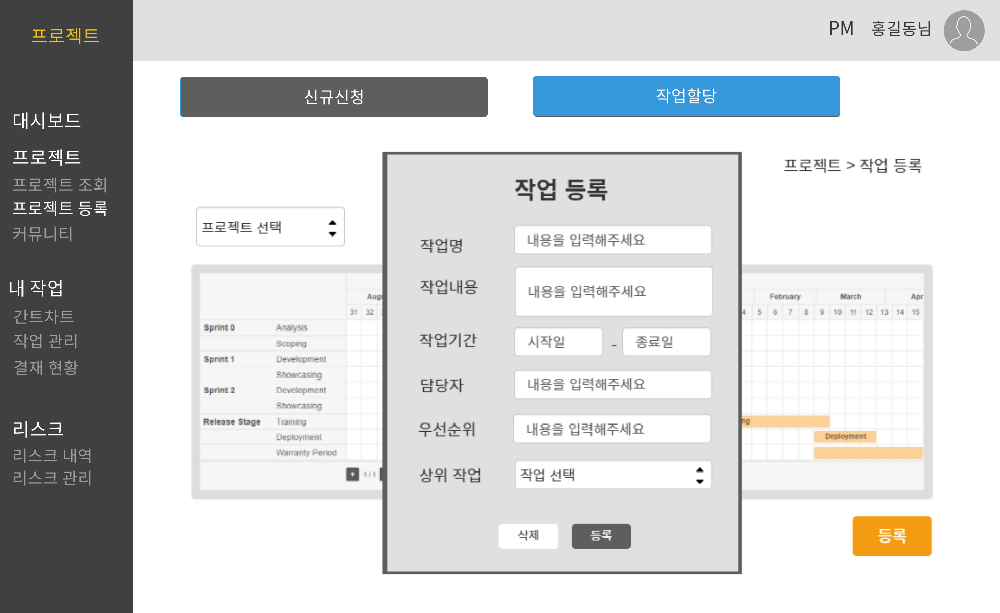 프로젝트
PM 홍길동님
대시보드
프로젝트
프로젝트 조회
프로젝트 등록
커뮤니티
내 작업
간트차트
작업 관리
결재 현황
리스크
리스크 내역
리스크 관리
신규신청
작업할당
프로젝트 > 작업 등록
프로젝트 선택
작업 등록
작업명
내용을 입력해주세요
작업내용
내용을 입력해주세요
작업기간
시작일 - 종료일
담당자
내용을 입력해주세요
우선순위
내용을 입력해주세요
상위 작업
작업 선택
삭제
등록
February March Apr
31 32
4 5 6 7 8 9 10 11 12 13 14 15
Sprint 0 Analysis
Scoping
Sprint 1 Development
Showcasing
Sprint 2 Development
Showcasing
Release Stage Training
Deployment
Warranty Period
ng
Deployment
1 / 1
등록